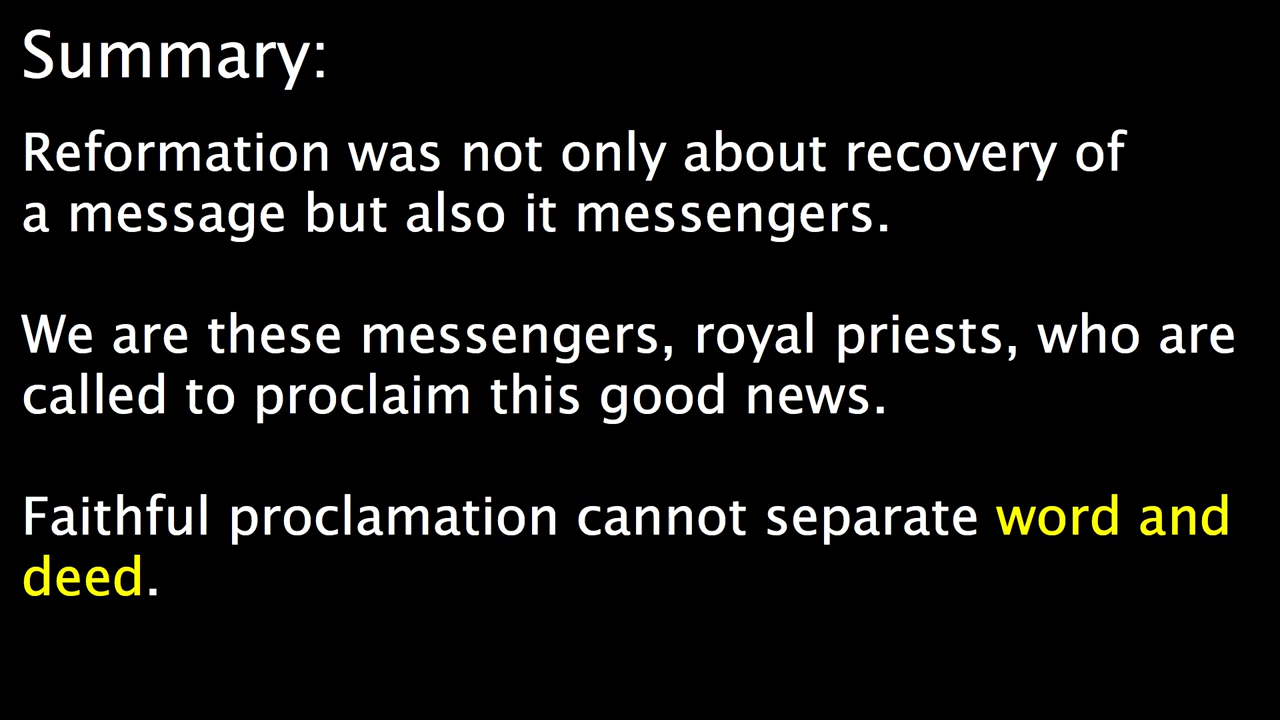 Summary:
Reformation was not only about recovery of
a message but also it messengers.
We are these messengers, royal priests, who are
called to proclaim this good news.
Faithful proclamation cannot separate word and
deed.